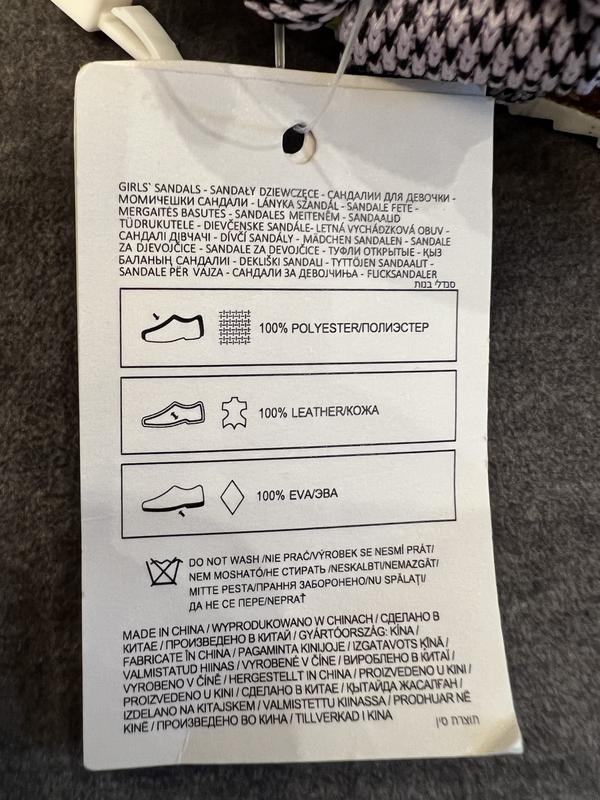 GIRLS` SANDALS - SANDAŁY DZIEWCZĘCE - САНДАЛИИ ДЛЯ ДЕВОЧКИ -
МОМИЧЕШКИ САНДАЛИ - LÁNYKA SZANDÁL - SANDALE FETE -
MERGAITĖS BASUTĖS - SANDALES MEITENĒM - SANDAALID
TÜDRUKUTELE - DIEVČENSKE SANDÁLE- LETNÁ VYCHÁDZKOVÁ OBUV -
САНДАЛІ ДІВЧАЧІ - DÍVČÍ SANDÁLY - MÄDCHEN SANDALEN - SANDALE
ZA DJEVOJČICE - SANDALE ZA DEVOJČICE - ТУФЛИ ОТКРЫТЫЕ - ҚЫЗ
БАЛАНЫҢ САНДАЛИІ - DEKLIŠKI SANDALI - TYTTÖJEN SANDAALIT -
SANDALE PËR VAJZA - САНДАЛИ ЗА ДЕВОЈЧИЊА - FLICKSANDALER
סנדלי בנות
100% POLYESTER/ПОЛИЭСТЕР
100% LEATHER/КОЖА
100% EVA/ЭВА
DO NOT WASH /NIE PRAĆ/VÝROBEK SE NESMÍ PRÁT/
NEM MOSHATÓ/НЕ СТИРАТЬ /NESKALBTI/NEMAZGĀT/
MITTE PESTA/ПРАННЯ ЗАБОРОНЕНО/NU SPĂLAȚI/
ДА НЕ СЕ ПЕРЕ/NEPRAŤ
MADE IN CHINA / WYPRODUKOWANO W CHINACH / СДЕЛАНО В
КИТАЕ / ПРОИЗВЕДЕНО В КИТАЙ / GYÁRTÓORSZÁG: KÍNA /
FABRICATE ÎN CHINA / PAGAMINTA KINIJOJE / IZGATAVOTS ĶĪNĀ /
VALMISTATUD HIINAS / VYROBENÉ V ČÍNE / ВИРОБЛЕНО В КИТАЇ /
VYROBENO V ČÍNĚ / HERGESTELLT IN CHINA / PROIZVEDENO U KINI /
PROIZVEDENO U KINI / СДЕЛАНО В КИТАЕ / ҚЫТАЙДА ЖАСАЛҒАН /
IZDELANO NA KITAJSKEM / VALMISTETTU KIINASSA / PRODHUAR NË
KINË / ПРОИЗВЕДЕНО ВО КИНА / TILLVERKAD I KINA
תוצרת סין